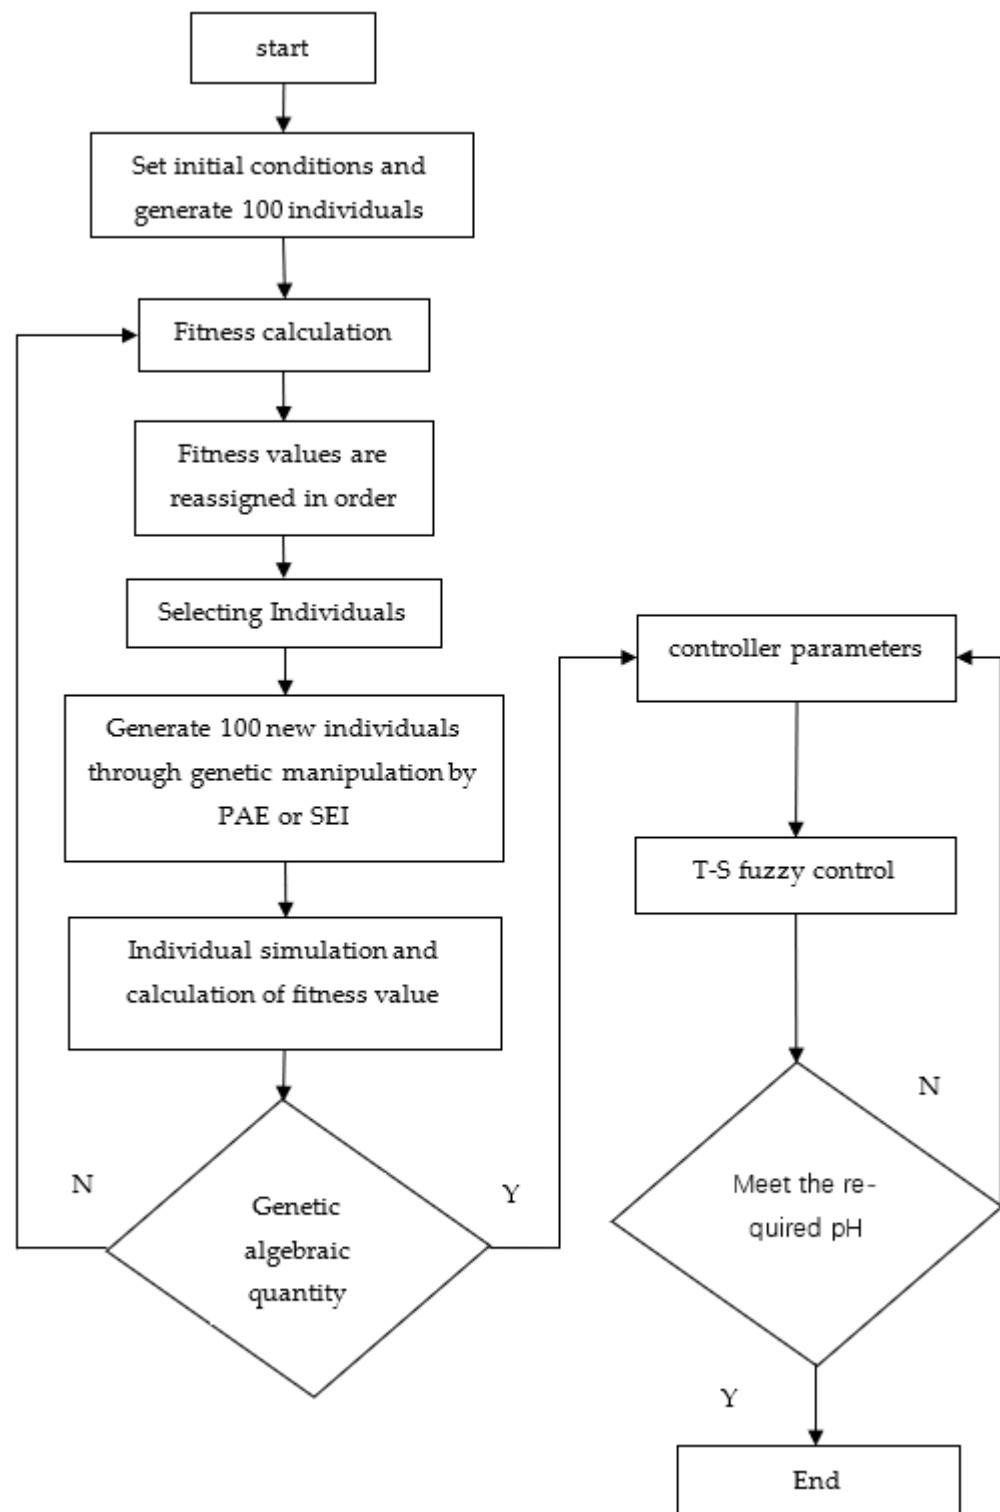 start
Set initial conditions and
generate 100 individuals
Fitness calculation
Fitness values are
reassigned in order
Selecting Individuals
Generate 100 new individuals
through genetic manipulation by
PAE or SEI
Individual simulation and
calculation of fitness value
N
Y
Genetic
algebraic
quantity
controller parameters
T-S fuzzy control
N
Meet the re-
quired pH
Y
End